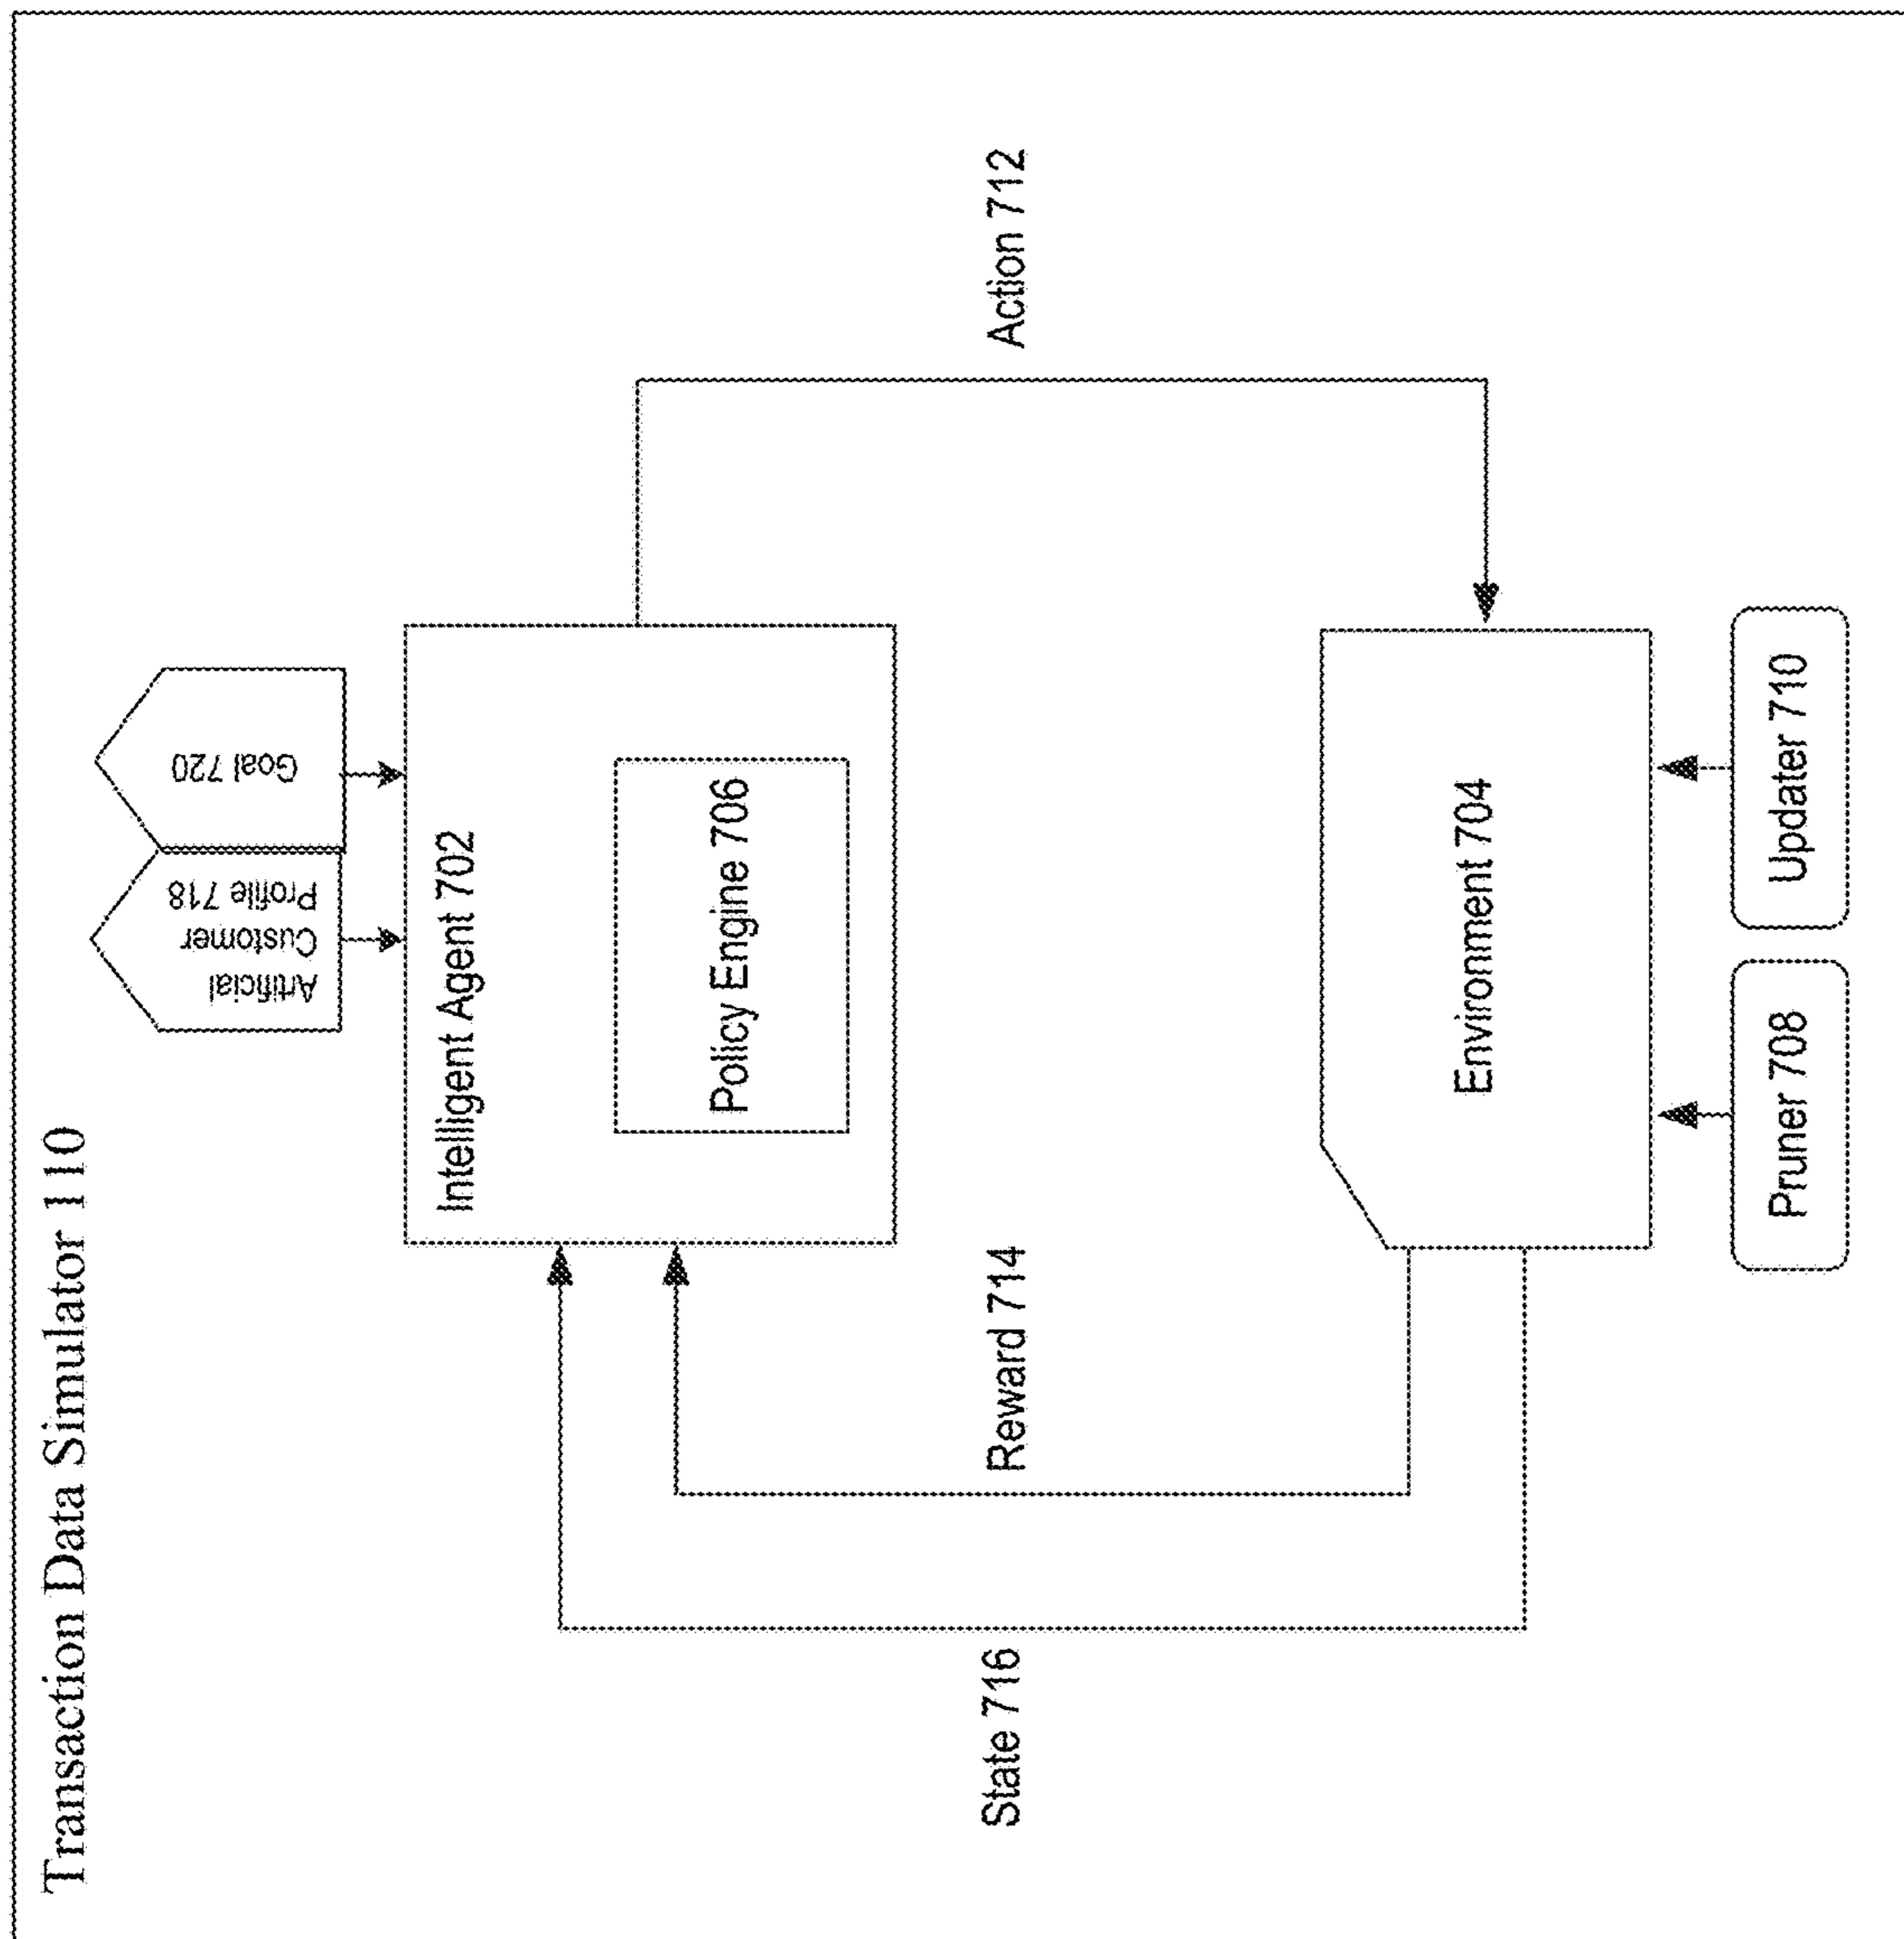 Transaction Data Simulator 110
Artificial
Customer
Profile 718
Goal 720
Intelligent Agent 702
Policy Engine 706
State 716
Reward 714
Action 712
Environment 704
Pruner 708
Updater 710